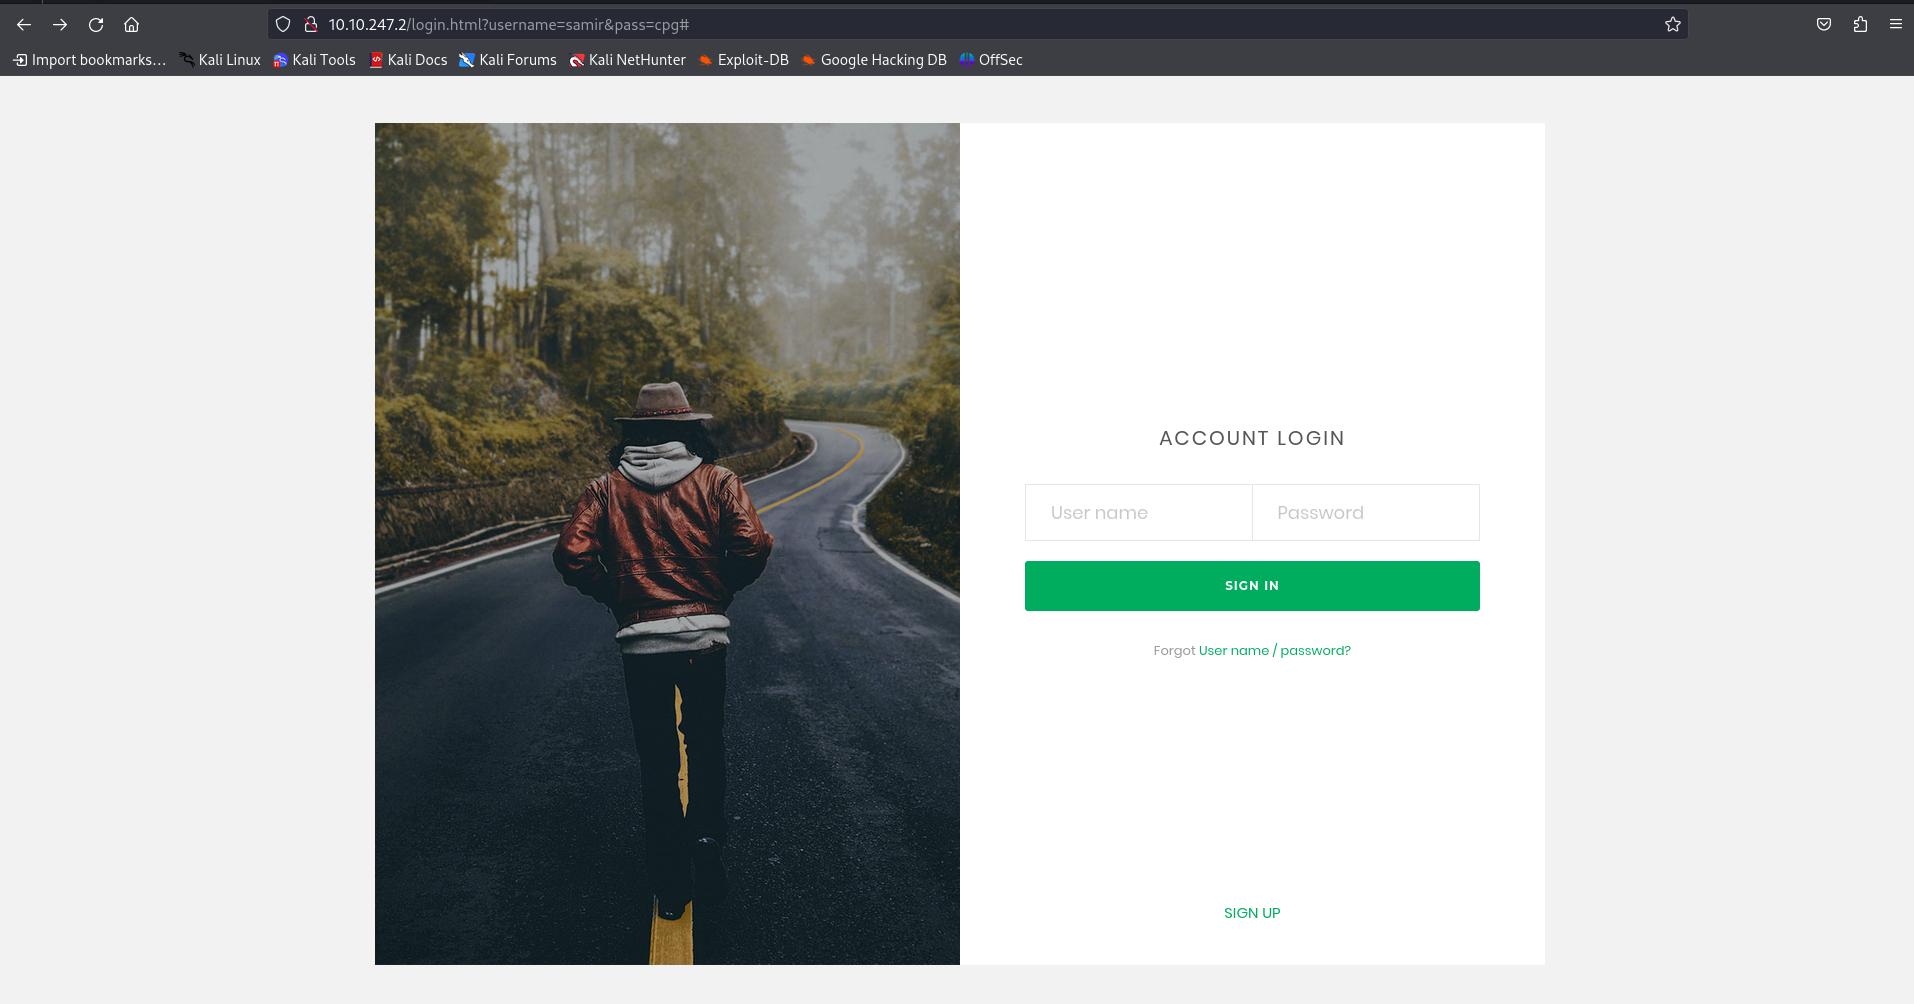 10.10.247.2/login.html?username=samir&pass=cpg#
Import bookmarks... Kali Linux Kali Tools Kali Docs Kali Forums Kali NetHunter Exploit-DB Google Hacking DB OffSec
ACCOUNT LOGIN
User name Password
SIGN IN
Forgot User name / password?
SIGN UP